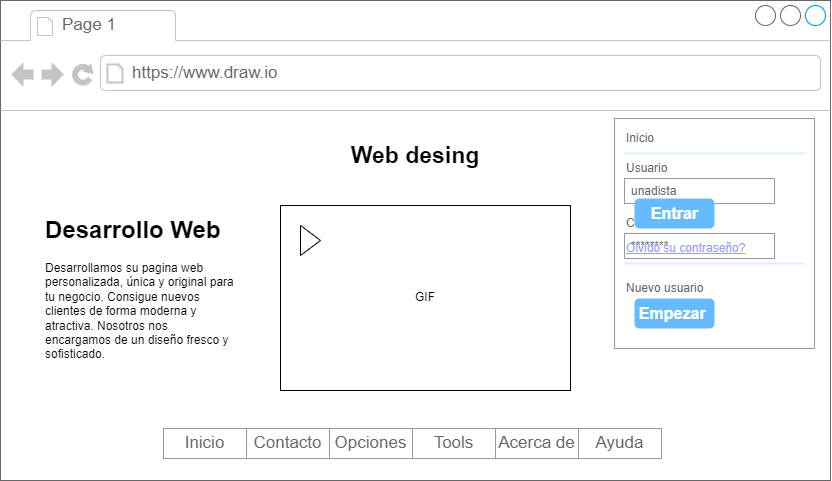 Page 1
https://www.draw.io
Web desing
Desarrollo Web
Desarrollamos su pagina web
personalizada, única y original para
tu negocio. Consigue nuevos
clientes de forma moderna y
atractiva. Nosotros nos
encargamos de un diseño fresco y
sofisticado.
GIF
Inicio
Usuario
unadista
Entrar
C
********
Olvido su contraseño?
Nuevo usuario
Empezar
Inicio Contacto Opciones Tools Acerca de Ayuda